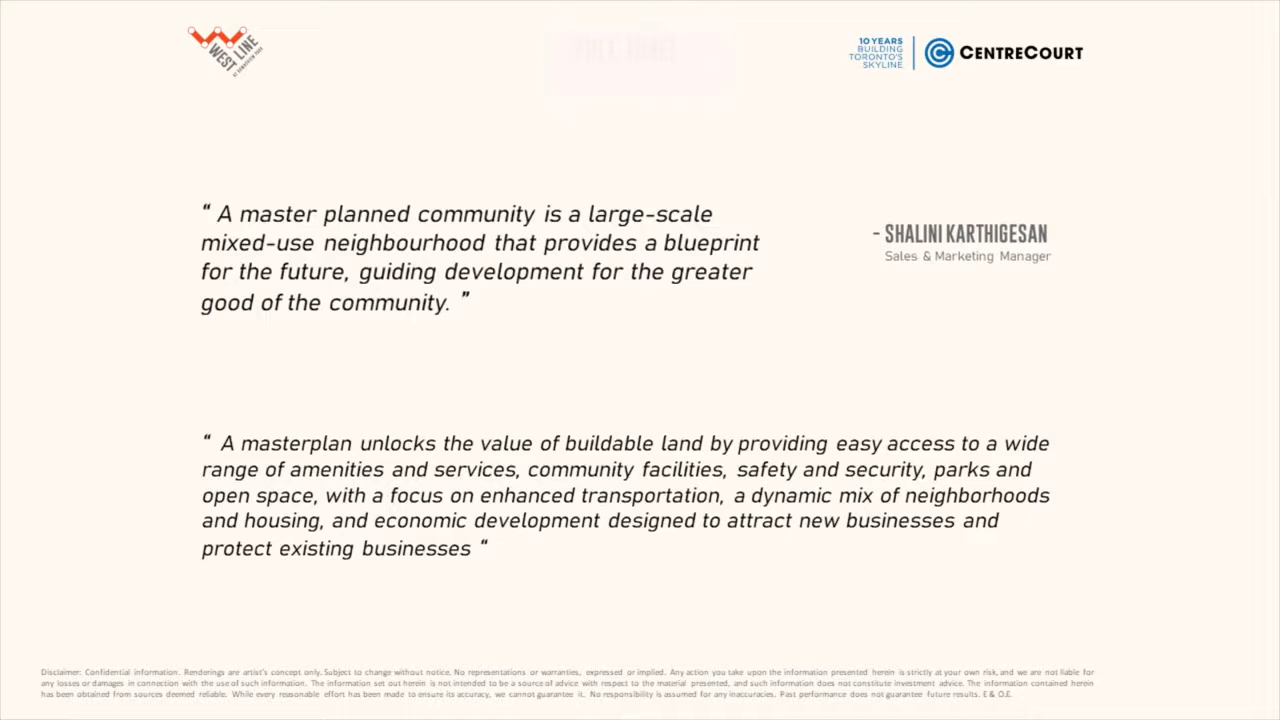 WEST LINE
AT DOWNSVIEW PARK
10 YEARS
BUILDING
TORONTO'S
SKYLINE
CENTRECOURT
“ A master planned community is a large-scale
mixed-use neighbourhood that provides a blueprint
for the future, guiding development for the greater
good of the community. ”
- SHALINI KARTHIGESAN
Sales & Marketing Manager
“ A masterplan unlocks the value of buildable land by providing easy access to a wide
range of amenities and services, community facilities, safety and security, parks and
open space, with a focus on enhanced transportation, a dynamic mix of neighborhoods
and housing, and economic development designed to attract new businesses and
protect existing businesses “
Disclaimer: Confidential information. Renderings are artist's concept only. Subject to change without notice. No representations or warranties, expressed or implied. Any action you take upon the information presented herein is strictly at your own risk, and we are not liable for
any losses or damages in connection with the use of such information. The information set out herein is not intended to be a source of advice with respect to the material presented, and such information does not constitute investment advice. The information contained herein
has been obtained from sources deemed reliable. While every reasonable effort has been made to ensure its accuracy, we cannot guarantee it. No responsibility is assumed for any inaccuracies. Past performance does not guarantee future results. E & O.E.